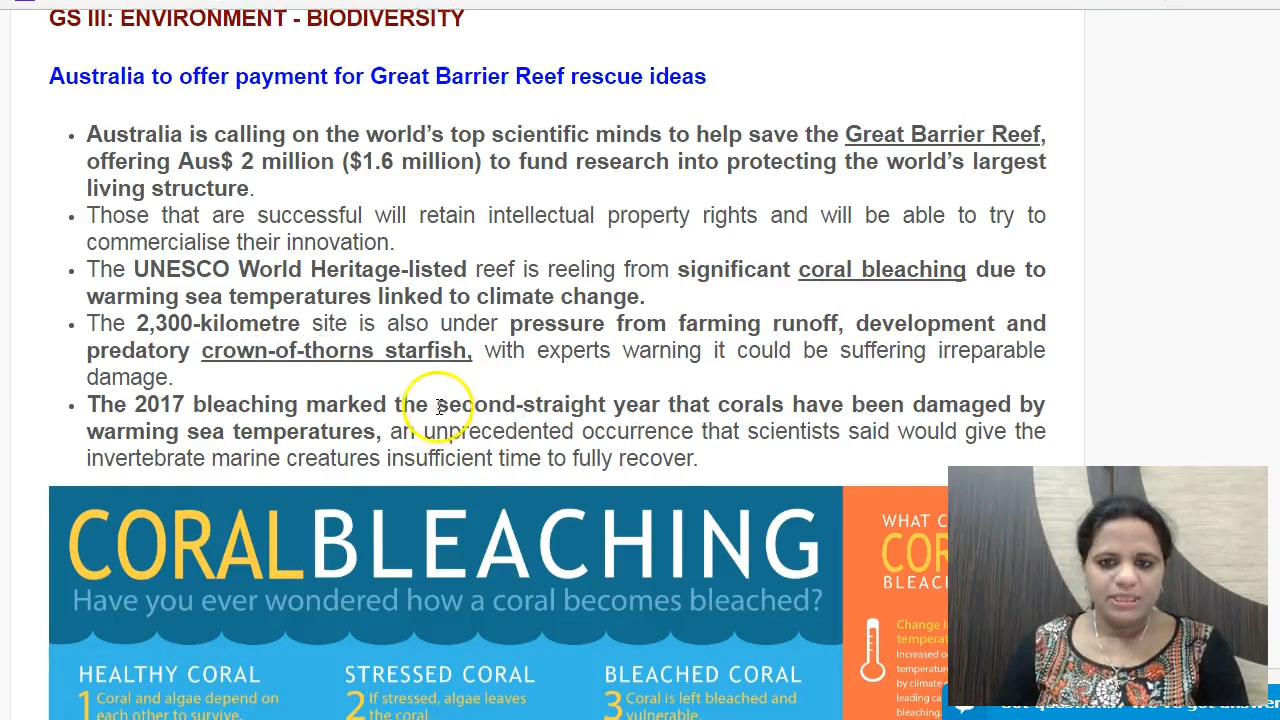 GS III: ENVIRONMENT - BIODIVERSITY
Australia to offer payment for Great Barrier Reef rescue ideas
Australia is calling on the world’s top scientific minds to help save the Great Barrier Reef,
offering Aus$ 2 million ($1.6 million) to fund research into protecting the world’s largest
living structure.
Those that are successful will retain intellectual property rights and will be able to try to
commercialise their innovation.
The UNESCO World Heritage-listed reef is reeling from significant coral bleaching due to
warming sea temperatures linked to climate change.
The 2,300-kilometre site is also under pressure from farming runoff, development and
predatory crown-of-thorns starfish, with experts warning it could be suffering irreparable
damage.
The 2017 bleaching marked the second-straight year that corals have been damaged by
warming sea temperatures, an unprecedented occurrence that scientists said would give the
invertebrate marine creatures insufficient time to fully recover.
CORALBLEACHING
Have you ever wondered how a coral becomes bleached?
HEALTHY CORAL
1 Coral and algae depend on
each other to survive.
STRESSED CORAL
2 If stressed, algae leaves
the coral.
BLEACHED CORAL
3 Coral is left bleached and
vulnerable.
WHAT C
COR
BLEACH
Change i
temperat
Increased o
temperatu
by climate
leading ca
bleaching.